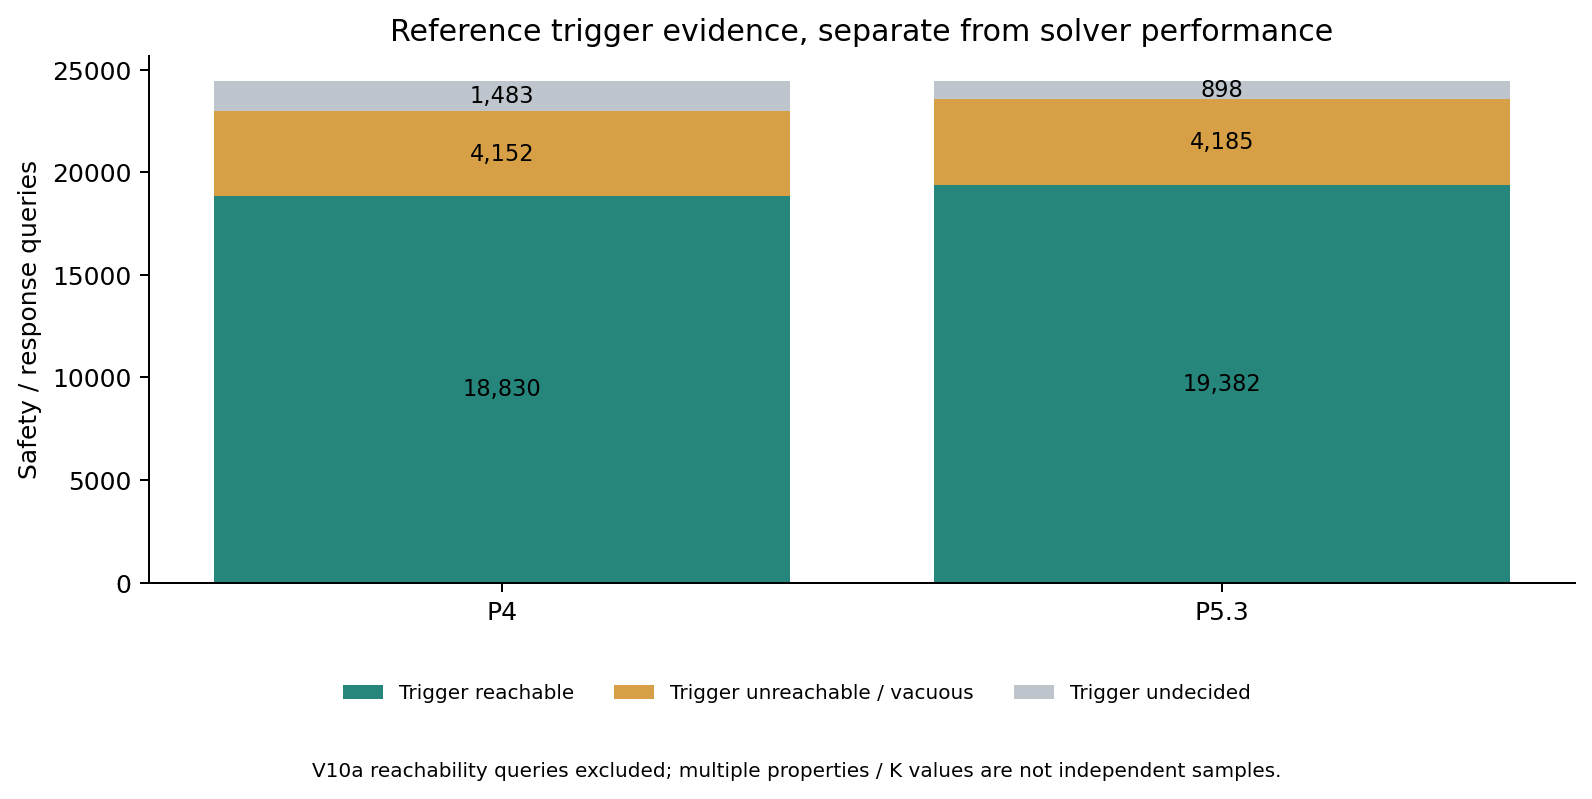 Reference trigger evidence, separate from solver performance
Safety / response queries
25000
20000
15000
10000
5000
0
1,483
4,152
18,830
898
4,185
19,382
P4
P5.3
Trigger reachable
Trigger unreachable / vacuous
Trigger undecided
V10a reachability queries excluded; multiple properties / K values are not independent samples.